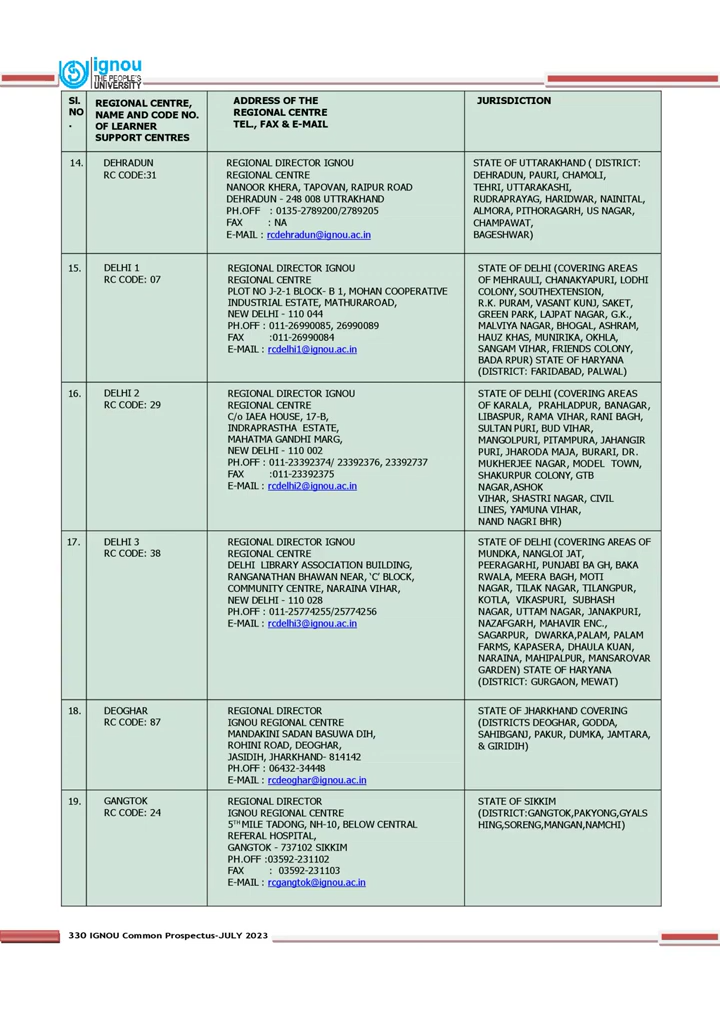 ignou
THE PEOPLE'S
UNIVERSITY
Sl.
NO
.
REGIONAL CENTRE,
NAME AND CODE NO.
OF LEARNER
SUPPORT CENTRES
ADDRESS OF THE
REGIONAL CENTRE
TEL., FAX & E-MAIL
JURISDICTION
14.
DEHRADUN
RC CODE:31
REGIONAL DIRECTOR IGNOU
REGIONAL CENTRE
NANOOR KHERA, TAPOVAN, RAIPUR ROAD
DEHRADUN - 248 008 UTTRAKHAND
PH.OFF : 0135-2789200/2789205
FAX : NA
E-MAIL : rcdehradun@ignou.ac.in
STATE OF UTTARAKHAND ( DISTRICT:
DEHRADUN, PAURI, CHAMOLI,
TEHRI, UTTARAKASHI,
RUDRAPRAYAG, HARIDWAR, NAINITAL,
ALMORA, PITHORAGARH, US NAGAR,
CHAMPAWAT,
BAGESHWAR)
15.
DELHI 1
RC CODE: 07
REGIONAL DIRECTOR IGNOU
REGIONAL CENTRE
PLOT NO J-2-1 BLOCK- B 1, MOHAN COOPERATIVE
INDUSTRIAL ESTATE, MATHURAROAD,
NEW DELHI - 110 044
PH.OFF : 011-26990085, 26990089
FAX :011-26990084
E-MAIL : rcdelhi1@ignou.ac.in
STATE OF DELHI (COVERING AREAS
OF MEHRAULI, CHANAKYAPURI, LODHI
COLONY, SOUTHEXTENSION,
R.K. PURAM, VASANT KUNJ, SAKET,
GREEN PARK, LAJPAT NAGAR, G.K.,
MALVIYA NAGAR, BHOGAL, ASHRAM,
HAUZ KHAS, MUNIRIKA, OKHLA,
SANGAM VIHAR, FRIENDS COLONY,
BADA RPUR) STATE OF HARYANA
(DISTRICT: FARIDABAD, PALWAL)
16.
DELHI 2
RC CODE: 29
REGIONAL DIRECTOR IGNOU
REGIONAL CENTRE
C/o IAEA HOUSE, 17-B,
INDRAPRASTHA ESTATE,
MAHATMA GANDHI MARG,
NEW DELHI - 110 002
PH.OFF : 011-23392374/ 23392376, 23392737
FAX :011-23392375
E-MAIL : rcdelhi2@ignou.ac.in
STATE OF DELHI (COVERING AREAS
OF KARALA, PRAHLADPUR, BANAGAR,
LIBASPUR, RAMA VIHAR, RANI BAGH,
SULTAN PURI, BUD VIHAR,
MANGOLPURI, PITAMPURA, JAHANGIR
PURI, JHARODA MAJA, BURARI, DR.
MUKHERJEE NAGAR, MODEL TOWN,
SHAKURPUR COLONY, GTB
NAGAR,ASHOK
VIHAR, SHASTRI NAGAR, CIVIL
LINES, YAMUNA VIHAR,
NAND NAGRI BHR)
17.
DELHI 3
RC CODE: 38
REGIONAL DIRECTOR IGNOU
REGIONAL CENTRE
DELHI LIBRARY ASSOCIATION BUILDING,
RANGANATHAN BHAWAN NEAR, 'C' BLOCK,
COMMUNITY CENTRE, NARAINA VIHAR,
NEW DELHI - 110 028
PH.OFF : 011-25774255/25774256
E-MAIL : rcdelhi3@ignou.ac.in
STATE OF DELHI (COVERING AREAS OF
MUNDKA, NANGLOI JAT,
PEERAGARHI, PUNJABI BA GH, BAKA
RWALA, MEERA BAGH, MOTI
NAGAR, TILAK NAGAR, TILANGPUR,
KOTLA, VIKASPURI, SUBHASH
NAGAR, UTTAM NAGAR, JANAKPURI,
NAZAFGARH, MAHAVIR ENC.,
SAGARPUR, DWARKA,PALAM, PALAM
FARMS, KAPASERA, DHAULA KUAN,
NARAINA, MAHIPALPUR, MANSAROVAR
GARDEN) STATE OF HARYANA
(DISTRICT: GURGAON, MEWAT)
18.
DEOGHAR
RC CODE: 87
REGIONAL DIRECTOR
IGNOU REGIONAL CENTRE
MANDAKINI SADAN BASUWA DIH,
ROHINI ROAD, DEOGHAR,
JASIDIH, JHARKHAND- 814142
PH.OFF : 06432-34448
E-MAIL : rcdeoghar@ignou.ac.in
STATE OF JHARKHAND COVERING
(DISTRICTS DEOGHAR, GODDA,
SAHIBGANJ, PAKUR, DUMKA, JAMTARA,
& GIRIDIH)
19.
GANGTOK
RC CODE: 24
REGIONAL DIRECTOR
IGNOU REGIONAL CENTRE
5TH MILE TADONG, NH-10, BELOW CENTRAL
REFERAL HOSPITAL,
GANGTOK - 737102 SIKKIM
PH.OFF :03592-231102
FAX : 03592-231103
E-MAIL : rcgangtok@ignou.ac.in
STATE OF SIKKIM
(DISTRICT:GANGTOK,PAKYONG,GYALS
HING,SORENG,MANGAN,NAMCHI)
330 IGNOU Common Prospectus-JULY 2023